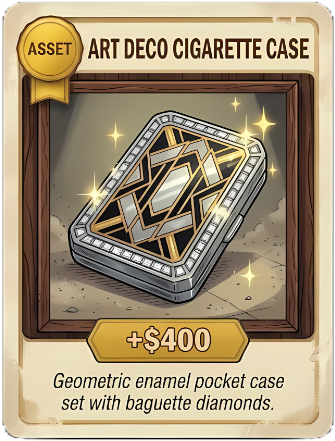 ASSET
ART DECO CIGARETTE CASE
+$400
Geometric enamel pocket case
set with baguette diamonds.